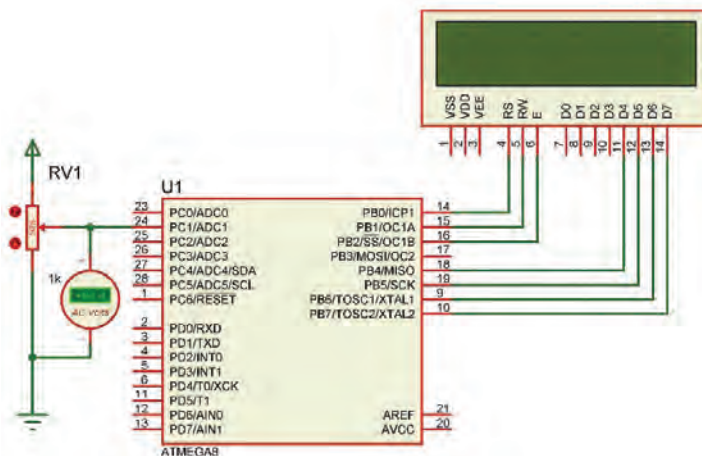 VSS VDD VEE RS RW E D0 D1 D2 D3 D4 D5 D6 D7
1 2 3 4 5 6 7 8 9 10 11 12 13 14
RV1
1k
U1
23 PC0/ADC0 PB0/ICP1 14
24 PC1/ADC1 PB1/OC1A 15
25 PC2/ADC2 PB2/SS/OC1B 16
26 PC3/ADC3 PB3/MOSI/OC2 17
27 PC4/ADC4/SDA PB4/MISO 18
28 PC5/ADC5/SCL PB5/SCK 19
1 PC6/RESET PB6/TOSC1/XTAL1 9
PB7/TOSC2/XTAL2 10
2 PD0/RXD
3 PD1/TXD
4 PD2/INT0
5 PD3/INT1
6 PD4/T0/XCK
11 PD5/T1
12 PD6/AIN0 AREF 21
13 PD7/AIN1 AVCC 20
ATMEGA8